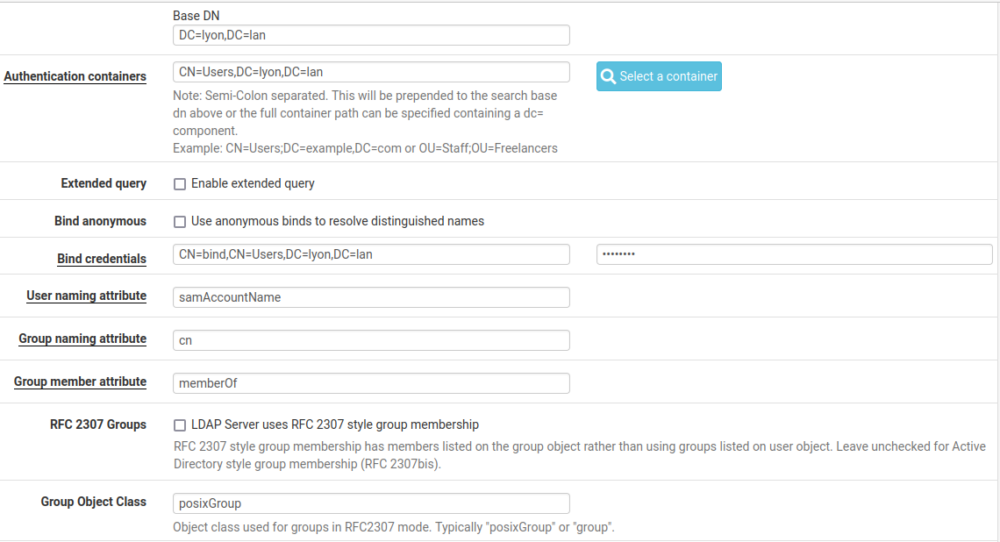 Base DN
DC=lyon,DC=lan
Authentication containers
CN=Users,DC=lyon,DC=lan
Select a container
Note: Semi-Colon separated. This will be prepended to the search base
dn above or the full container path can be specified containing a dc=
component.
Example: CN=Users;DC=example,DC=com or OU=Staff;OU=Freelancers
Extended query
Enable extended query
Bind anonymous
Use anonymous binds to resolve distinguished names
Bind credentials
CN=bind,CN=Users,DC=lyon,DC=lan
••••••••
User naming attribute
samAccountName
Group naming attribute
cn
Group member attribute
memberOf
RFC 2307 Groups
LDAP Server uses RFC 2307 style group membership
RFC 2307 style group membership has members listed on the group object rather than using groups listed on user object. Leave unchecked for Active
Directory style group membership (RFC 2307bis).
Group Object Class
posixGroup
Object class used for groups in RFC2307 mode. Typically "posixGroup" or "group".